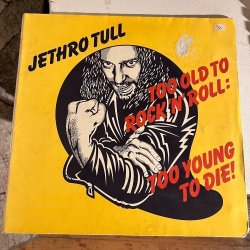 JETHRO TULL
TOO OLD TO
ROCK'N'ROLL:
TOO YOUNG
TO DIE!